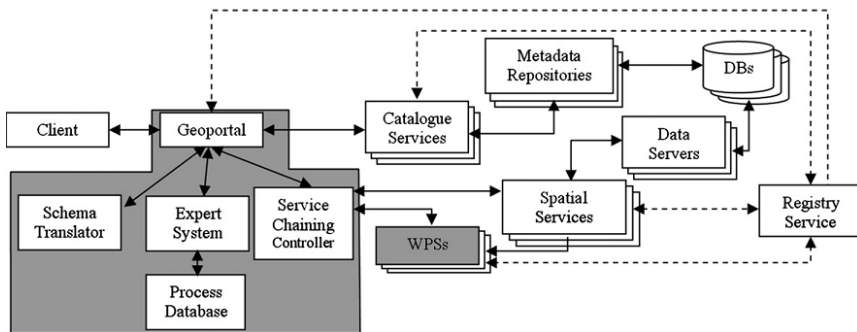 Metadata
Repositories
DBs
Client
Geoportal
Catalogue
Services
Data
Servers
Schema
Translator
Expert
System
Service
Chaining
Controller
Spatial
Services
Registry
Service
WPSs
Process
Database